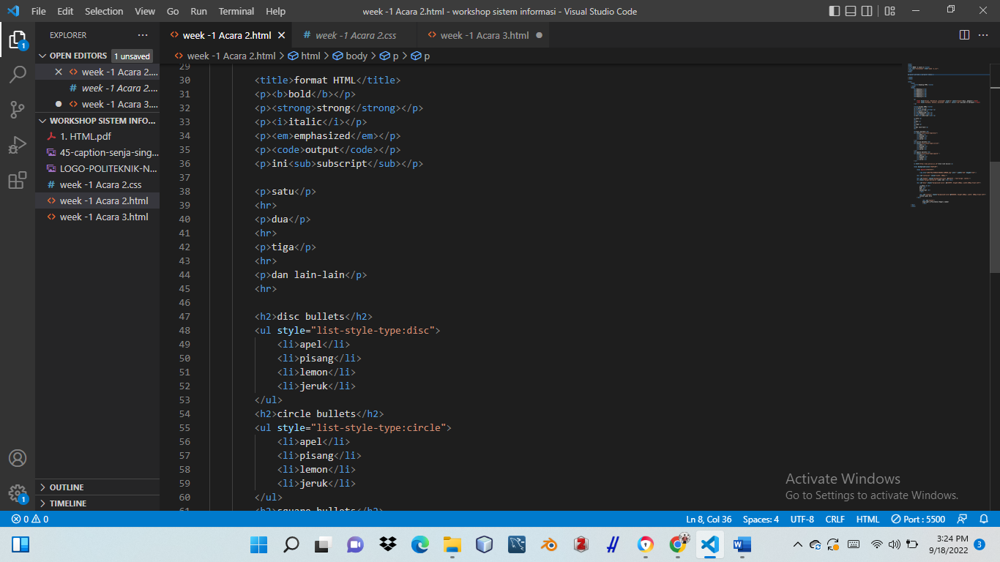 File Edit Selection View Go Run Terminal Help week -1 Acara 2.html - workshop sistem informasi - Visual Studio Code
EXPLORER ...
week -1 Acara 2.html
# week -1 Acara 2.css
week -1 Acara 3.html
OPEN EDITORS 1 unsaved
week -1 Acara 2.html > html > body > p > p
week -1 Acara 2....
# week -1 Acara 2....
week -1 Acara 3....
WORKSHOP SISTEM INFO...
1. HTML.pdf
45-caption-senja-sing...
LOGO-POLITEKNIK-N...
# week -1 Acara 2.css
week -1 Acara 2.html
week -1 Acara 3.html
OUTLINE
TIMELINE
29
30 <title>format HTML</title>
31 <p><b>bold</b></p>
32 <p><strong>strong</strong></p>
33 <p><i>italic</i></p>
34 <p><em>emphasized</em></p>
35 <p><code>output</code></p>
36 <p>ini<sub>subscript</sub></p>
37
38 <p>satu</p>
39 <hr>
40 <p>dua</p>
41 <hr>
42 <p>tiga</p>
43 <hr>
44 <p>dan lain-lain</p>
45 <hr>
46
47 <h2>disc bullets</h2>
48 <ul style="list-style-type:disc">
49 <li>apel</li>
50 <li>pisang</li>
51 <li>lemon</li>
52 <li>jeruk</li>
53 </ul>
54 <h2>circle bullets</h2>
55 <ul style="list-style-type:circle">
56 <li>apel</li>
57 <li>pisang</li>
58 <li>lemon</li>
59 <li>jeruk</li>
60 </ul>
61 <h2>square bullets</h2>
Activate Windows
Go to Settings to activate Windows.
0 0 Ln 8, Col 36 Spaces: 4 UTF-8 CRLF HTML Port : 5500
3:24 PM
9/18/2022
3